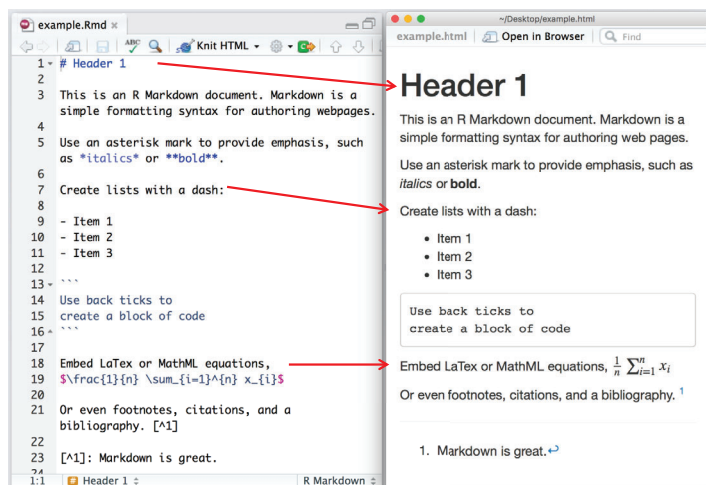 example.Rmd
ABC Knit HTML
1 # Header 1
2
3 This is an R Markdown document. Markdown is a
simple formatting syntax for authoring webpages.
4
5 Use an asterisk mark to provide emphasis, such
as *italics* or **bold**.
6
7 Create lists with a dash:
8
9 - Item 1
10 - Item 2
11 - Item 3
12
13 ```
14 Use back ticks to
15 create a block of code
16 ```
17
18 Embed LaTex or MathML equations,
19 $\frac{1}{n} \sum_{i=1}^{n} x_{i}$
20
21 Or even footnotes, citations, and a
bibliography. [^1]
22
23 [^1]: Markdown is great.
24
1:1 Header 1 R Markdown
~/Desktop/example.html
example.html Open in Browser Find
Header 1
This is an R Markdown document. Markdown is a
simple formatting syntax for authoring web pages.
Use an asterisk mark to provide emphasis, such as
italics or bold.
Create lists with a dash:
• Item 1
• Item 2
• Item 3
Use back ticks to
create a block of code
Embed LaTex or MathML equations, 1/n ∑ⁿᵢ₌₁ xᵢ
Or even footnotes, citations, and a bibliography. 1
1. Markdown is great.↩